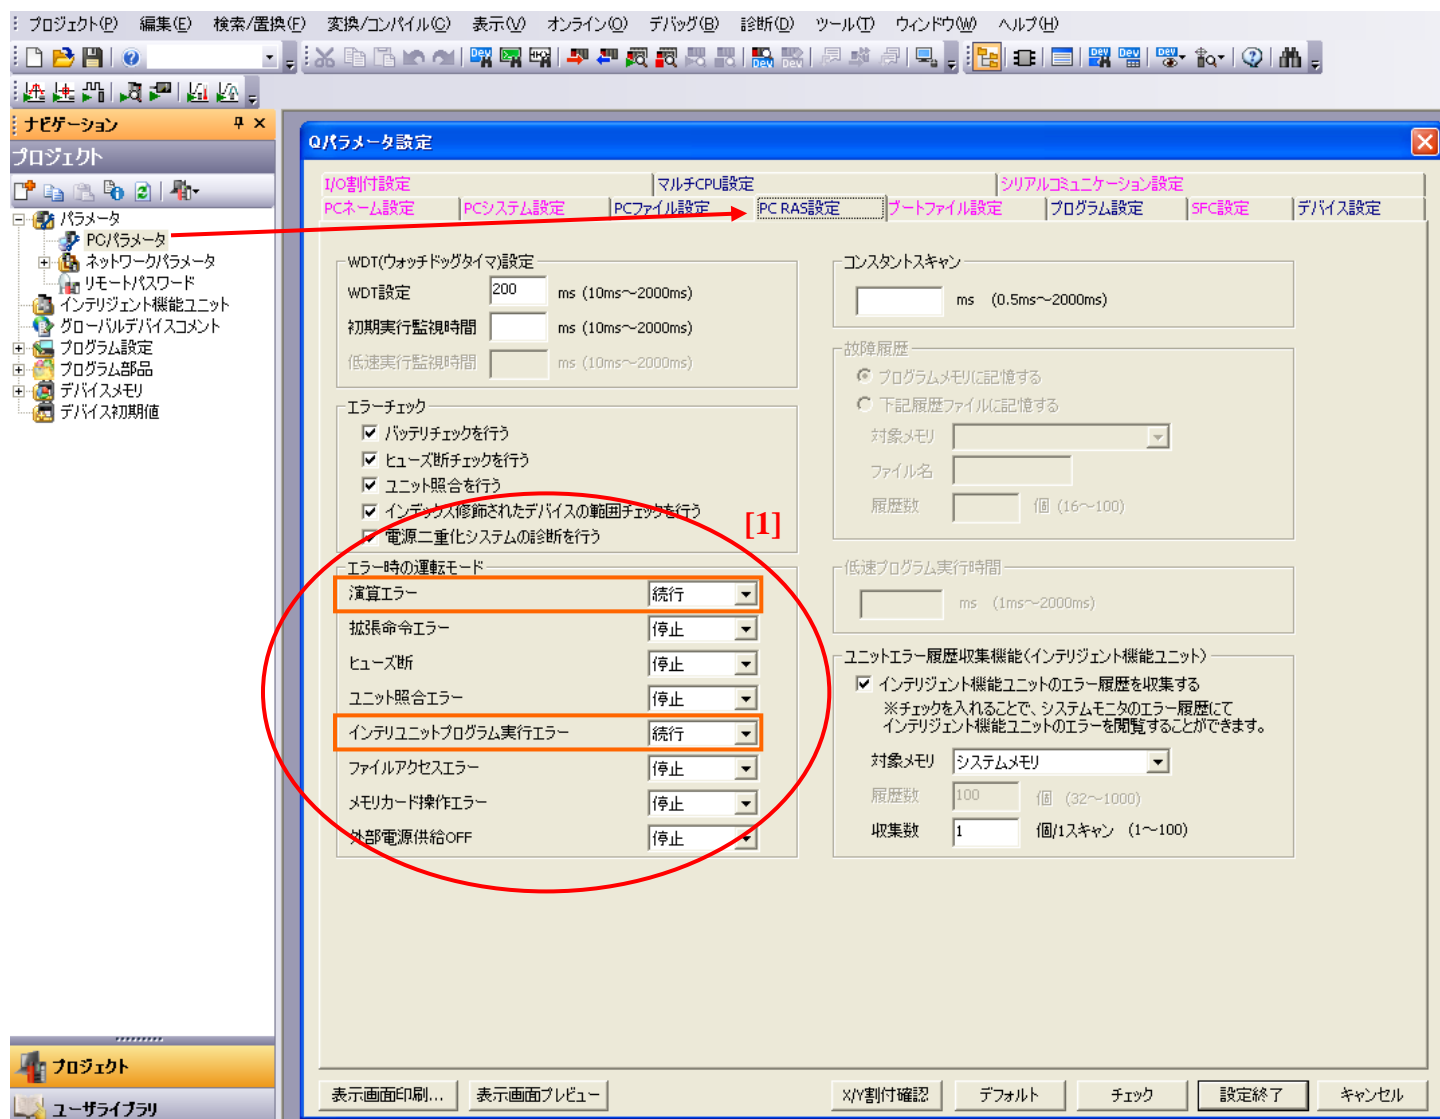 プロジェクト(P) 編集(E) 検索/置換(F) 変換/コンパイル(C) 表示(V) オンライン(O) デバッグ(B) 診断(D) ツール(T) ウィンドウ(W) ヘルプ(H)
ナビゲーション
プロジェクト
パラメータ
PCパラメータ
ネットワークパラメータ
リモートパスワード
インテリジェント機能ユニット
グローバルデバイスコメント
プログラム設定
プログラム部品
デバイスメモリ
デバイス初期値
プロジェクト
ユーザライブラリ
Qパラメータ設定
I/O割付設定 マルチCPU設定 シリアルコミュニケーション設定
PCネーム設定 PCシステム設定 PCファイル設定 PC RAS設定 ブートファイル設定 プログラム設定 SFC設定 デバイス設定
WDT(ウォッチドッグタイマ)設定
WDT設定 200 ms (10ms～2000ms)
初期実行監視時間 ms (10ms～2000ms)
低速実行監視時間 ms (10ms～2000ms)
エラーチェック
バッテリチェックを行う
ヒューズ断チェックを行う
ユニット照合を行う
インデックス修飾されたデバイスの範囲チェックを行う
電源二重化システムの診断を行う
[1]
エラー時の運転モード
演算エラー 続行
拡張命令エラー 停止
ヒューズ断 停止
ユニット照合エラー 停止
インテリユニットプログラム実行エラー 続行
ファイルアクセスエラー 停止
メモリカード操作エラー 停止
外部電源供給OFF 停止
コンスタントスキャン
ms (0.5ms～2000ms)
故障履歴
プログラムメモリに記憶する
下記履歴ファイルに記憶する
対象メモリ
ファイル名
履歴数 個 (16～100)
低速プログラム実行時間
ms (1ms～2000ms)
ユニットエラー履歴収集機能(インテリジェント機能ユニット)
インテリジェント機能ユニットのエラー履歴を収集する
※チェックを入れることで、システムモニタのエラー履歴にて
インテリジェント機能ユニットのエラーを閲覧することができます。
対象メモリ システムメモリ
履歴数 100 個 (32～1000)
収集数 1 個/1スキャン (1～100)
表示画面印刷... 表示画面プレビュー X/Y割付確認 デフォルト チェック 設定終了 キャンセル